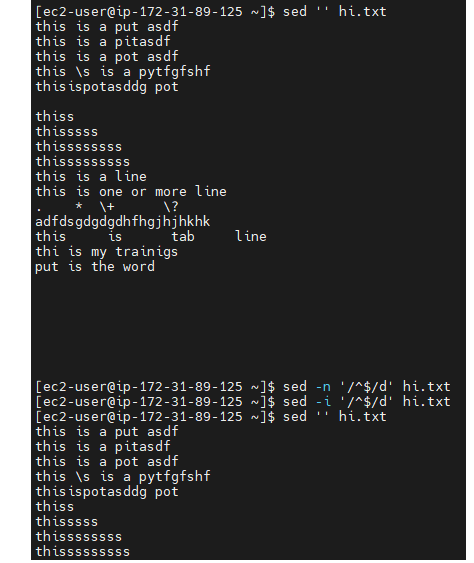 [ec2-user@ip-172-31-89-125 ~]$ sed '' hi.txt
this is a put asdf
this is a pitasdf
this is a pot asdf
this \s is a pytfgfshf
thisispotasddg pot
thiss
thisssss
thissssssss
thisssssssss
this is a line
this is one or more line
.    *  \+      \?
adfdsgdgdgdhfhgjhjhkhk
this     is      tab     line
thi is my trainigs
put is the word
[ec2-user@ip-172-31-89-125 ~]$ sed -n '/^$/d' hi.txt
[ec2-user@ip-172-31-89-125 ~]$ sed -i '/^$/d' hi.txt
[ec2-user@ip-172-31-89-125 ~]$ sed '' hi.txt
this is a put asdf
this is a pitasdf
this is a pot asdf
this \s is a pytfgfshf
thisispotasddg pot
thiss
thisssss
thissssssss
thisssssssss